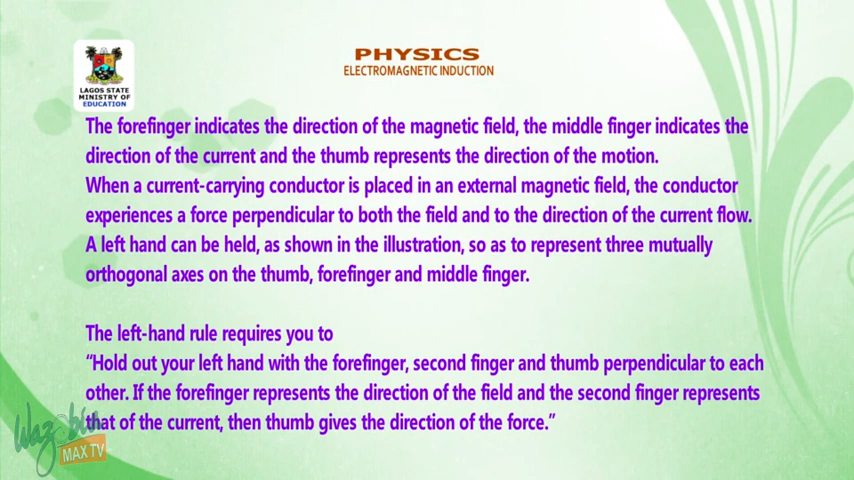 PHYSICS
ELECTROMAGNETIC INDUCTION
LAGOS STATE
MINISTRY OF
EDUCATION
The forefinger indicates the direction of the magnetic field, the middle finger indicates the
direction of the current and the thumb represents the direction of the motion.
When a current-carrying conductor is placed in an external magnetic field, the conductor
experiences a force perpendicular to both the field and to the direction of the current flow.
A left hand can be held, as shown in the illustration, so as to represent three mutually
orthogonal axes on the thumb, forefinger and middle finger.
The left-hand rule requires you to
“Hold out your left hand with the forefinger, second finger and thumb perpendicular to each
other. If the forefinger represents the direction of the field and the second finger represents
that of the current, then thumb gives the direction of the force.”
Wazobia
MAX TV